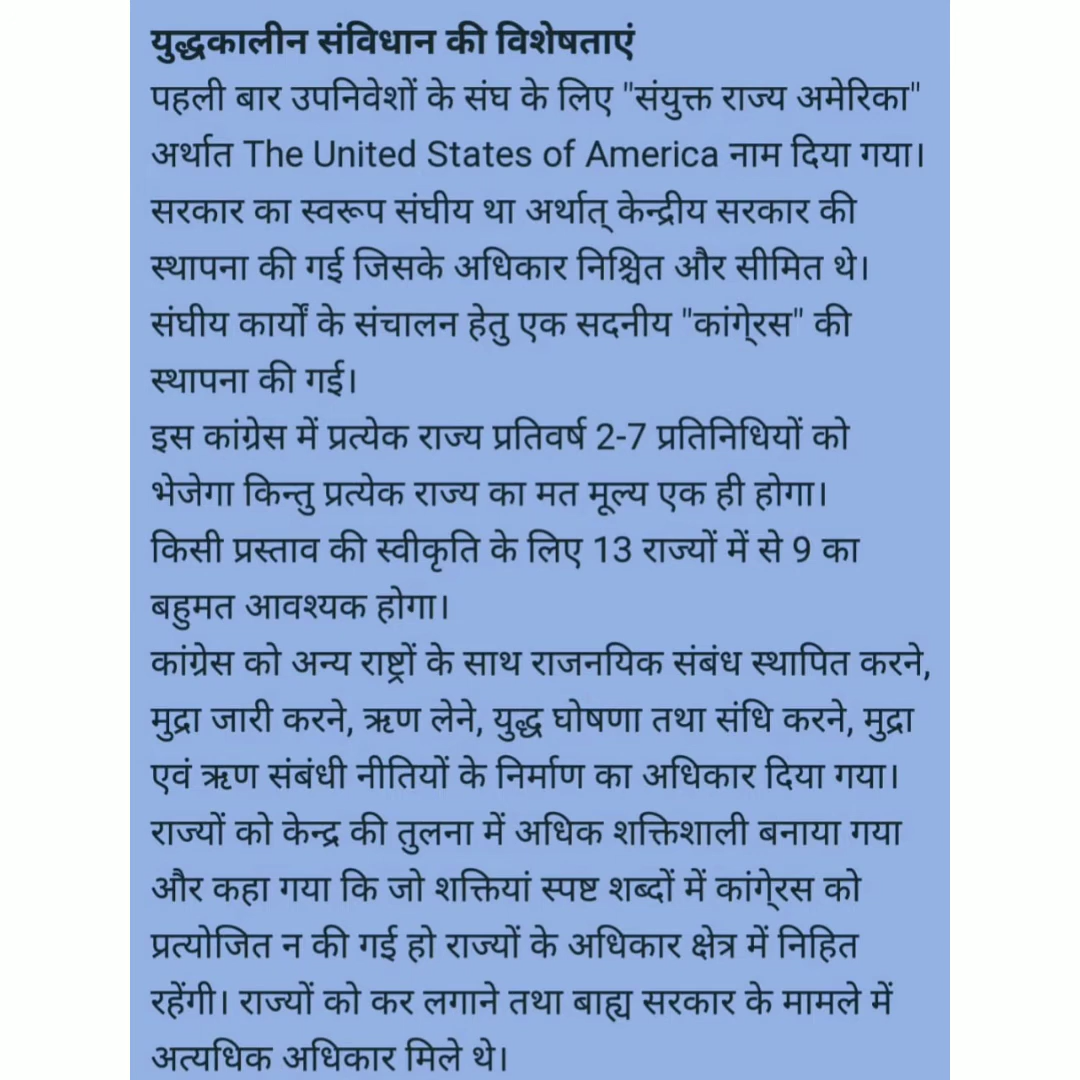 युद्धकालीन संविधान की विशेषताएं
पहली बार उपनिवेशों के संघ के लिए "संयुक्त राज्य अमेरिका"
अर्थात The United States of America नाम दिया गया।
सरकार का स्वरूप संघीय था अर्थात् केन्द्रीय सरकार की
स्थापना की गई जिसके अधिकार निश्चित और सीमित थे।
संघीय कार्यों के संचालन हेतु एक सदनीय "कांगे्रस" की
स्थापना की गई।
इस कांग्रेस में प्रत्येक राज्य प्रतिवर्ष 2-7 प्रतिनिधियों को
भेजेगा किन्तु प्रत्येक राज्य का मत मूल्य एक ही होगा।
किसी प्रस्ताव की स्वीकृति के लिए 13 राज्यों में से 9 का
बहुमत आवश्यक होगा।
कांग्रेस को अन्य राष्ट्रों के साथ राजनयिक संबंध स्थापित करने,
मुद्रा जारी करने, ऋण लेने, युद्ध घोषणा तथा संधि करने, मुद्रा
एवं ऋण संबंधी नीतियों के निर्माण का अधिकार दिया गया।
राज्यों को केन्द्र की तुलना में अधिक शक्तिशाली बनाया गया
और कहा गया कि जो शक्तियां स्पष्ट शब्दों में कांगे्रस को
प्रत्योजित न की गई हो राज्यों के अधिकार क्षेत्र में निहित
रहेंगी। राज्यों को कर लगाने तथा बाह्य सरकार के मामले में
अत्यधिक अधिकार मिले थे।